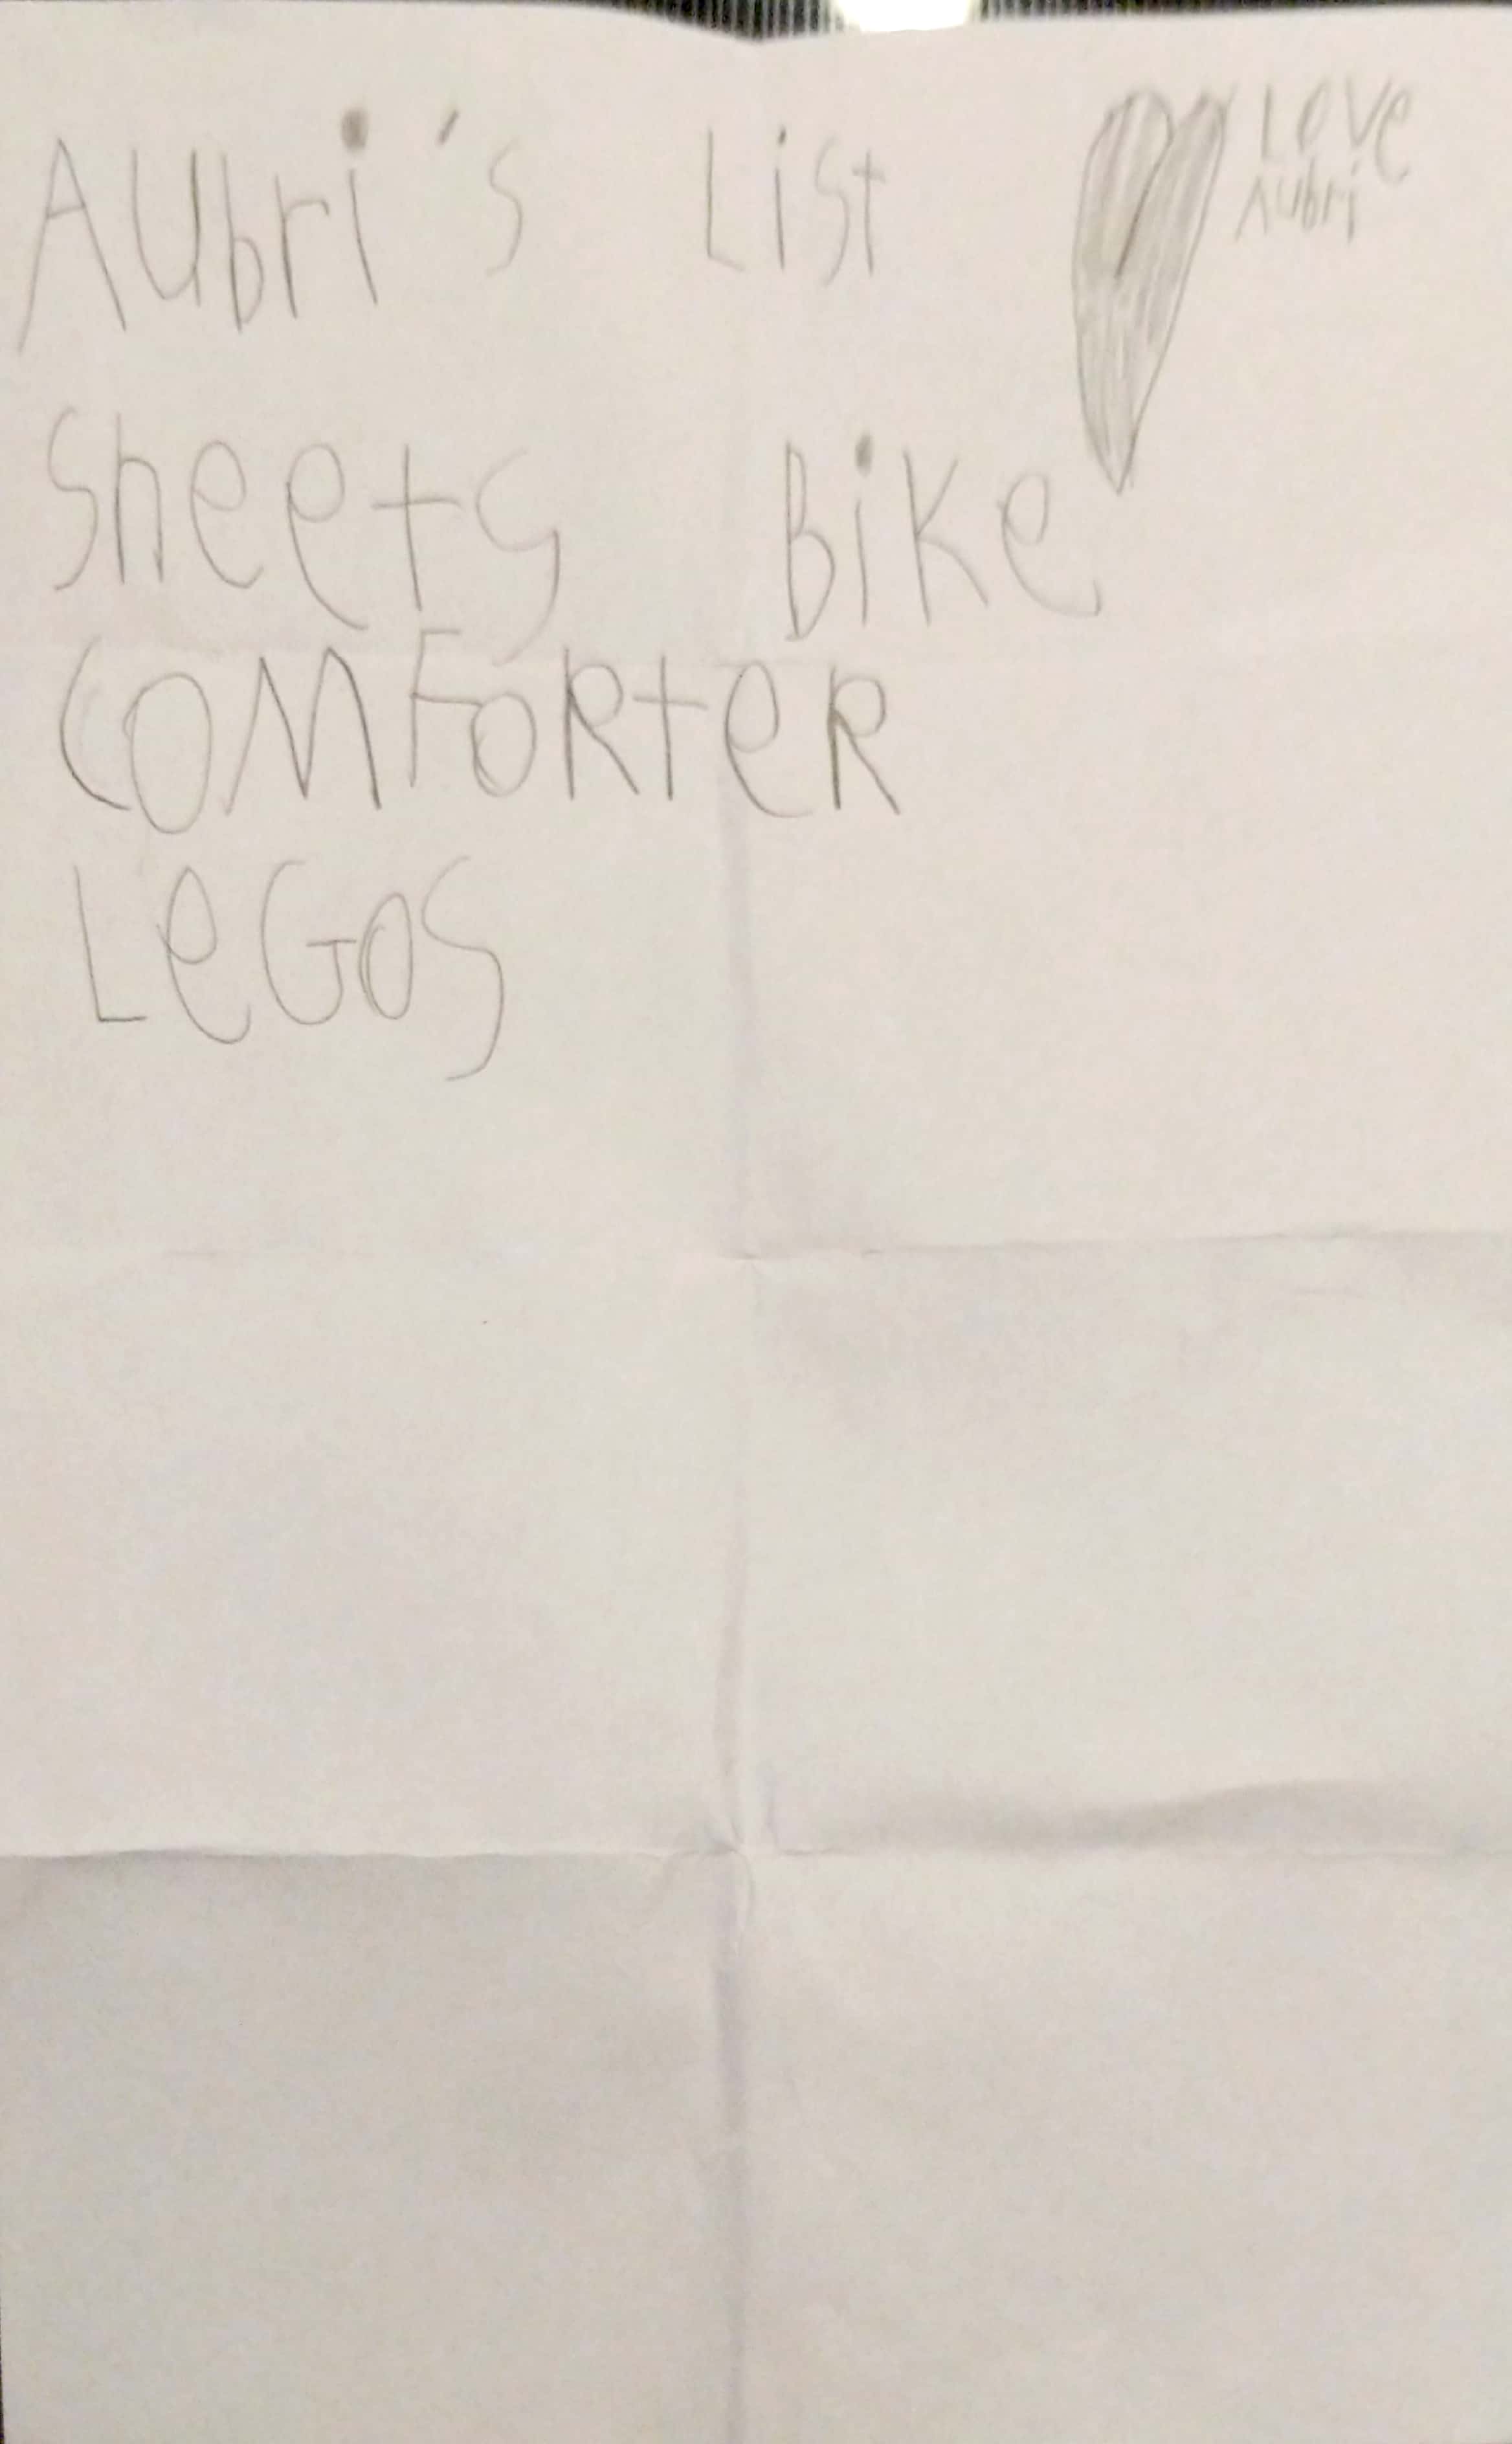 AUbri's List
Love
Aubri
Sheets Bike
COMFORteR
LeGOS